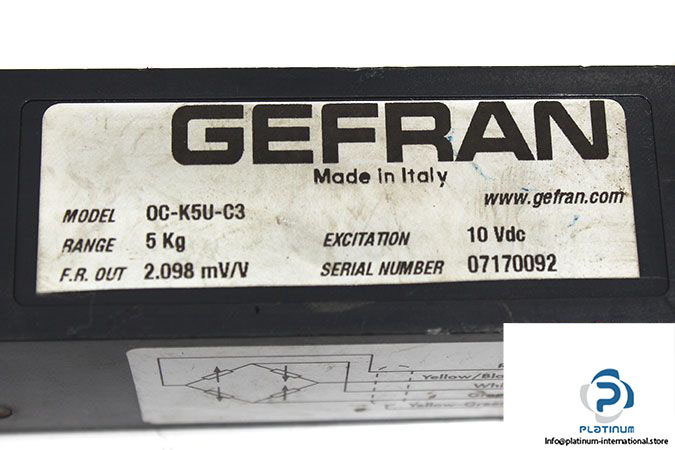 GEFRAN
Made in Italy
www.gefran.com
MODEL OC-K5U-C3
RANGE 5 Kg EXCITATION 10 Vdc
F.R. OUT 2.098 mV/V SERIAL NUMBER 07170092
PLATINUM
Info@platinum-international.store